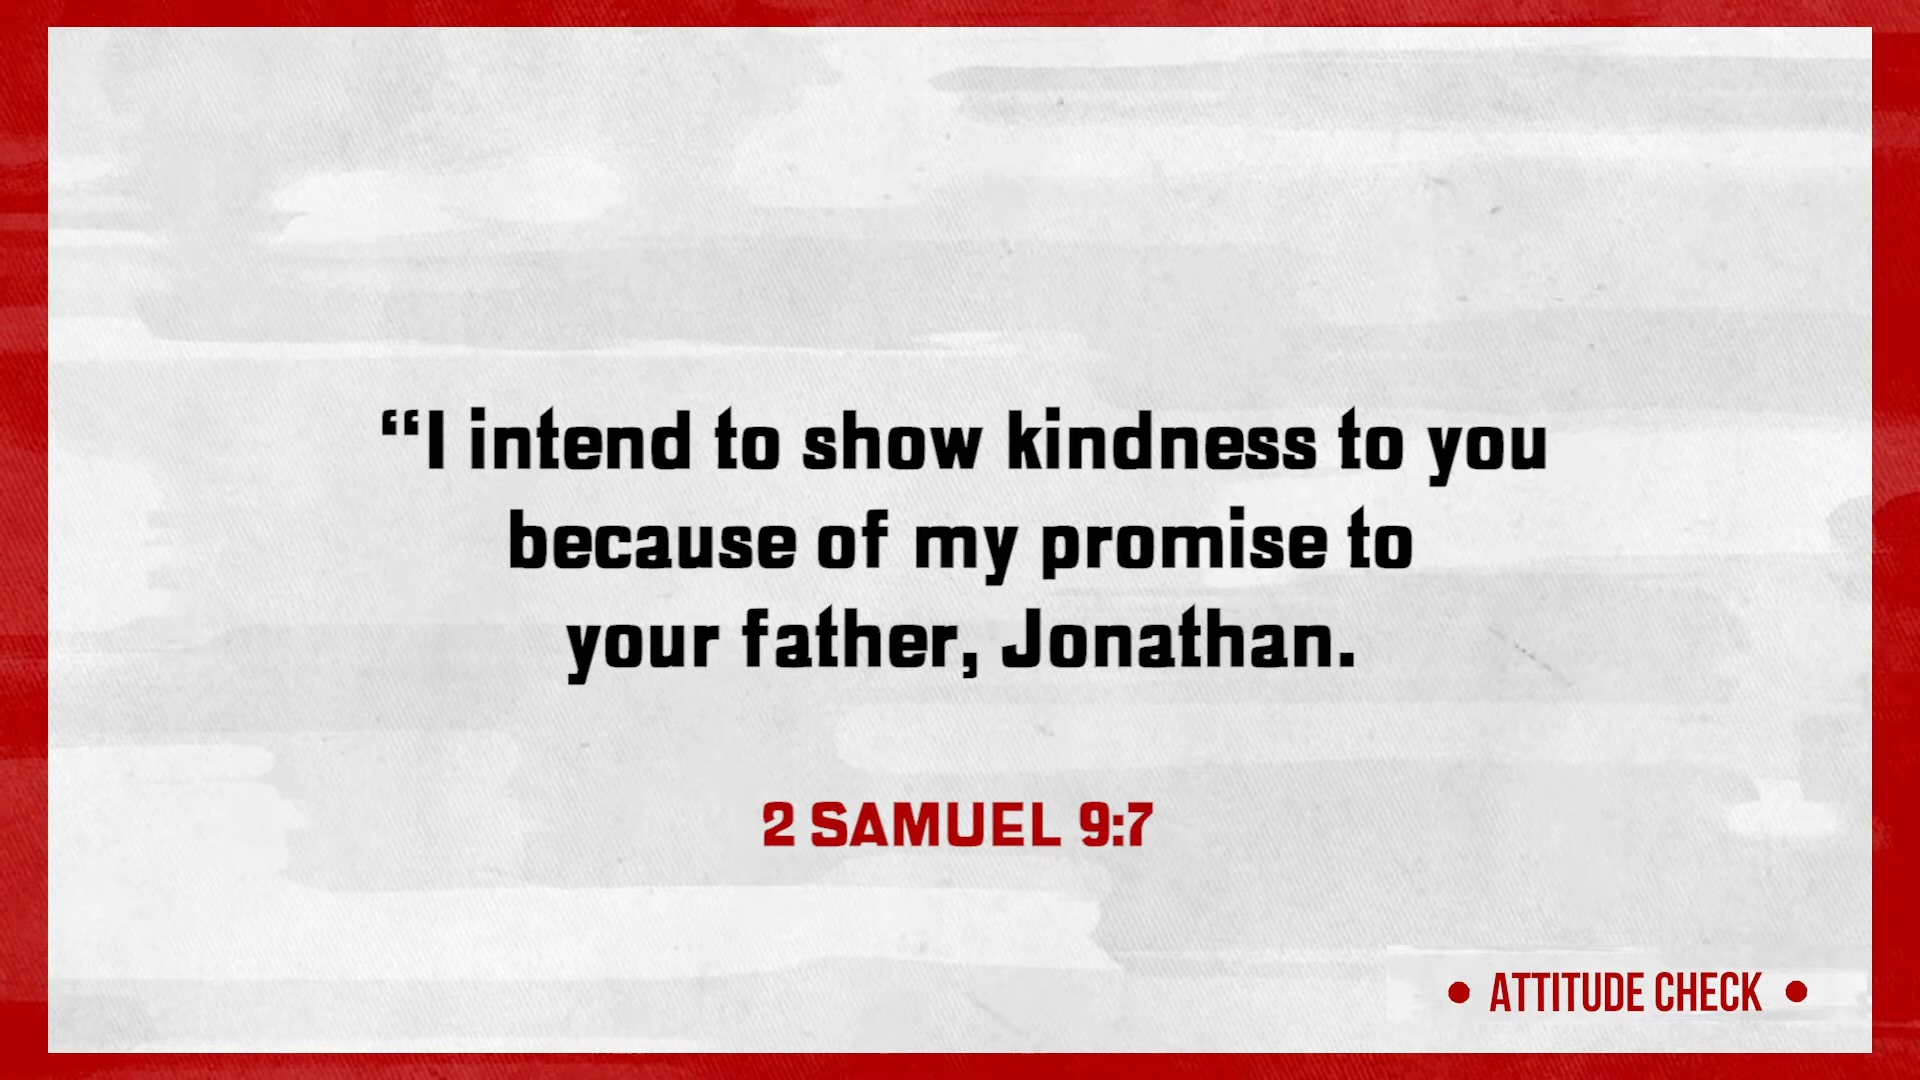 “I intend to show kindness to you
because of my promise to
your father, Jonathan.
2 SAMUEL 9:7
• ATTITUDE CHECK •